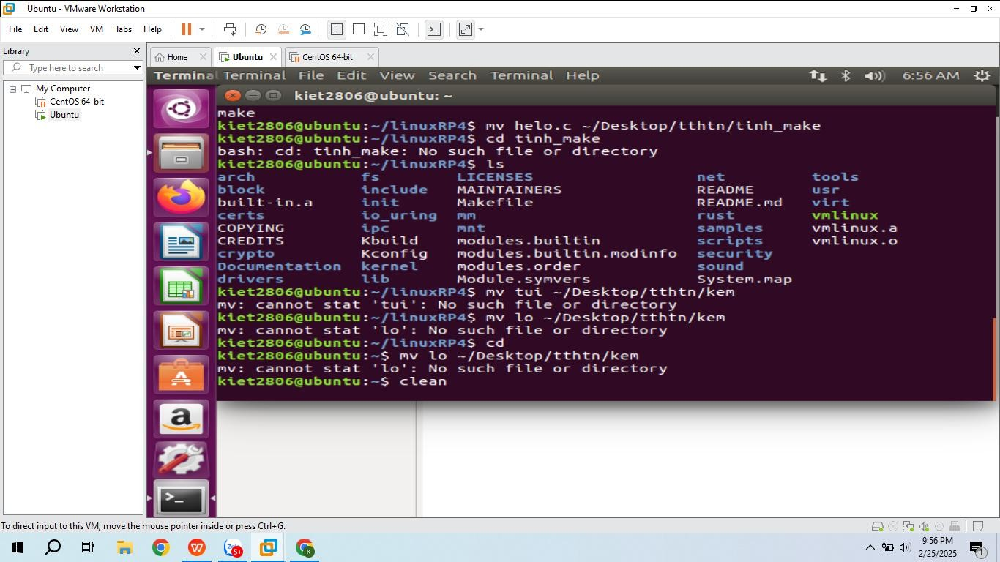 Ubuntu - VMware Workstation
File Edit View VM Tabs Help
Library
Type here to search
My Computer
CentOS 64-bit
Ubuntu
Home Ubuntu CentOS 64-bit
Terminal Terminal File Edit View Search Terminal Help 6:56 AM
kiet2806@ubuntu: ~
make
kiet2806@ubuntu:~/linuxRP4$ mv helo.c ~/Desktop/tthtn/tinh_make
kiet2806@ubuntu:~/linuxRP4$ cd tinh_make
bash: cd: tinh_make: No such file or directory
kiet2806@ubuntu:~/linuxRP4$ ls
arch fs LICENSES net tools
block include MAINTAINERS README usr
built-in.a init Makefile README.md virt
certs io_uring mm rust vmlinux
COPYING ipc mnt samples vmlinux.a
CREDITS Kbuild modules.builtin scripts vmlinux.o
crypto Kconfig modules.builtin.modinfo security
Documentation kernel modules.order sound
drivers lib Module.symvers System.map
kiet2806@ubuntu:~/linuxRP4$ mv tui ~/Desktop/tthtn/kem
mv: cannot stat 'tui': No such file or directory
kiet2806@ubuntu:~/linuxRP4$ mv lo ~/Desktop/tthtn/kem
mv: cannot stat 'lo': No such file or directory
kiet2806@ubuntu:~/linuxRP4$ cd
kiet2806@ubuntu:~$ mv lo ~/Desktop/tthtn/kem
mv: cannot stat 'lo': No such file or directory
kiet2806@ubuntu:~$ clean
To direct input to this VM, move the mouse pointer inside or press Ctrl+G.
5+
K
9:56 PM
2/25/2025
1